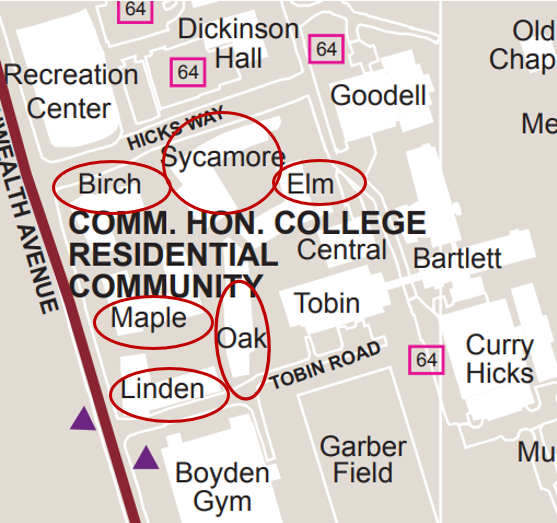 64
Dickinson
Hall
64
64
Old
Chap
Recreation
Center
Goodell
Me
HICKS WAY
Sycamore
Birch
Elm
WEALTH AVENUE
COMM. HON. COLLEGE
RESIDENTIAL
COMMUNITY
Central
Bartlett
Maple
Oak
Tobin
TOBIN ROAD
64
Curry
Hicks
Linden
Boyden
Gym
Garber
Field
Mu